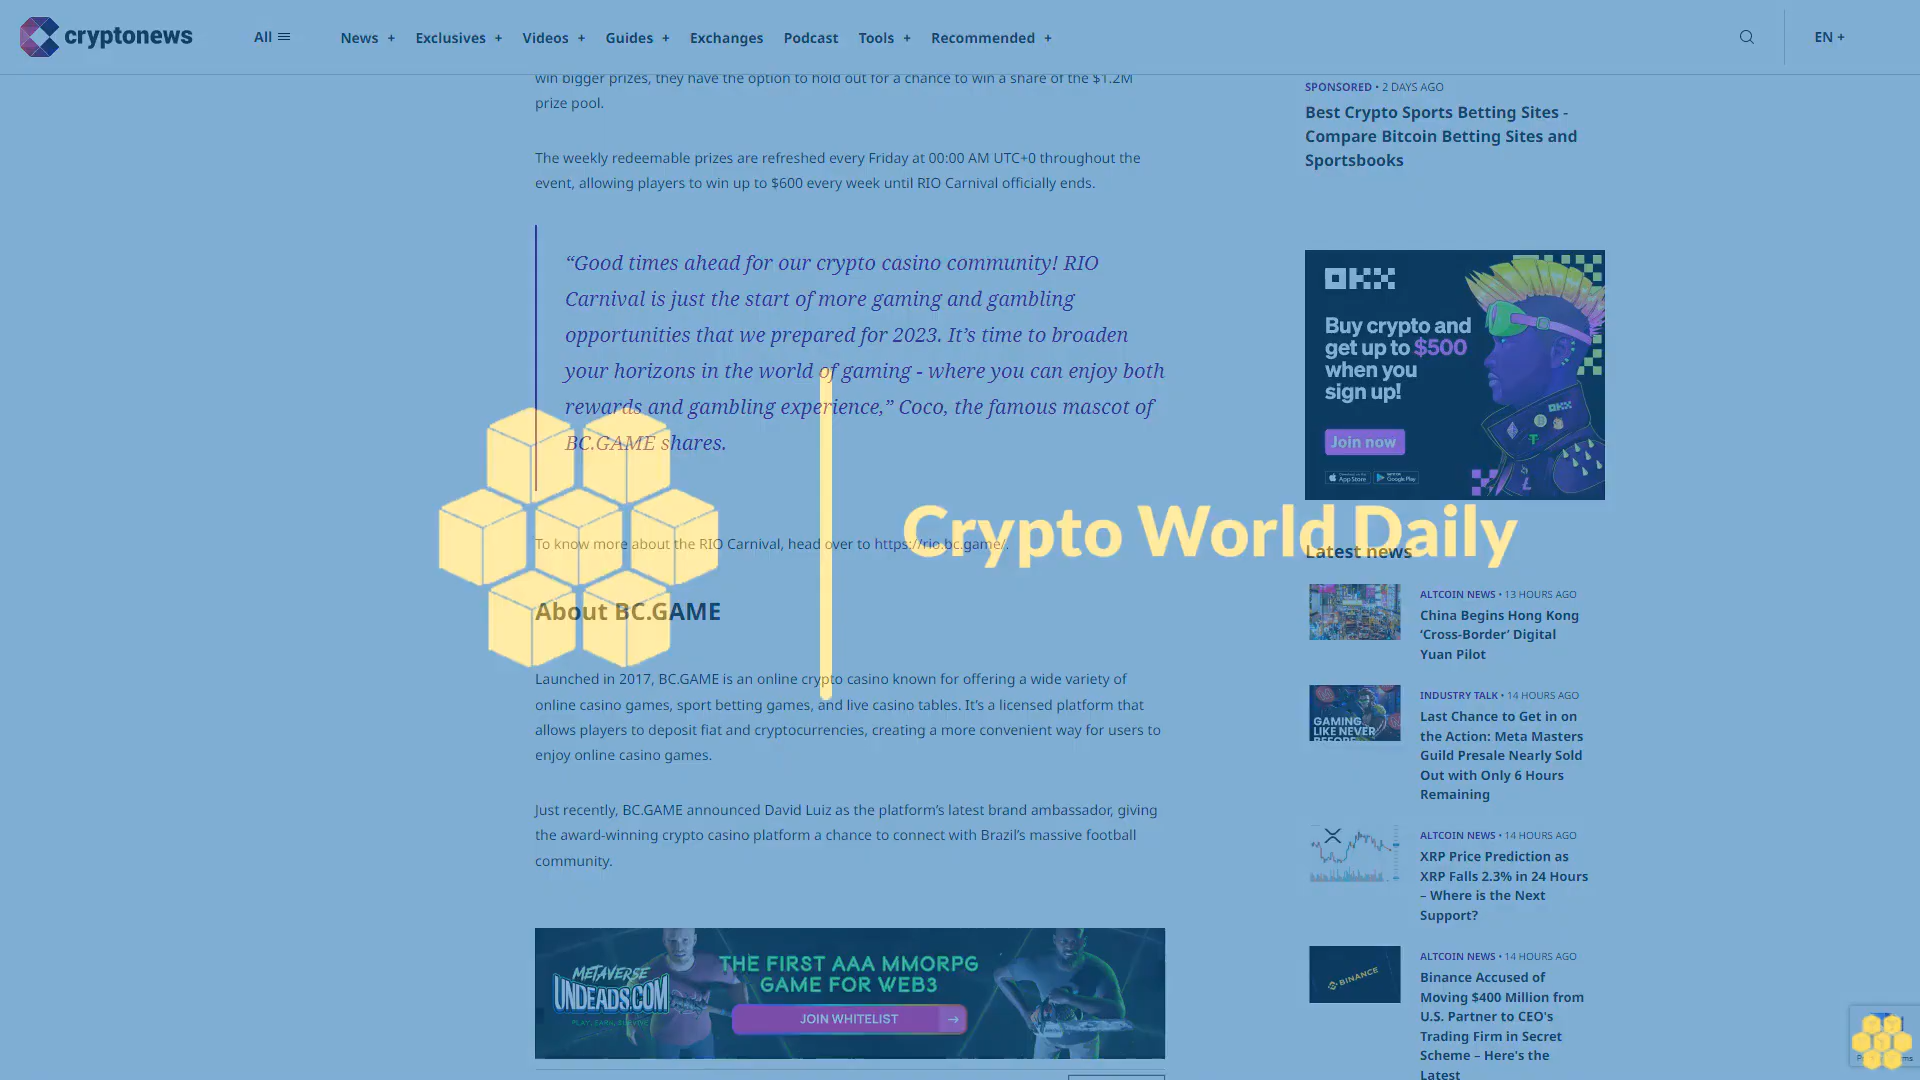 cryptonews
All
News +
Exclusives +
Videos +
Guides +
Exchanges
Podcast
Tools +
Recommended +
EN +
win bigger prizes, they have the option to hold out for a chance to win a share of the $1.2M
prize pool.
The weekly redeemable prizes are refreshed every Friday at 00:00 AM UTC+0 throughout the
event, allowing players to win up to $600 every week until RIO Carnival officially ends.
“Good times ahead for our crypto casino community! RIO
Carnival is just the start of more gaming and gambling
opportunities that we prepared for 2023. It’s time to broaden
your horizons in the world of gaming - where you can enjoy both
rewards and gambling experience,” Coco, the famous mascot of
BC.GAME shares.
To know more about the RIO Carnival, head over to https://rio.bc.game/.
About BC.GAME
Launched in 2017, BC.GAME is an online crypto casino known for offering a wide variety of
online casino games, sport betting games, and live casino tables. It’s a licensed platform that
allows players to deposit fiat and cryptocurrencies, creating a more convenient way for users to
enjoy online casino games.
Just recently, BC.GAME announced David Luiz as the platform’s latest brand ambassador, giving
the award-winning crypto casino platform a chance to connect with Brazil’s massive football
community.
METAVERSE
UNDEADS.COM
THE FIRST AAA MMORPG
GAME FOR WEB3
JOIN WHITELIST
Crypto World Daily
SPONSORED • 2 DAYS AGO
Best Crypto Sports Betting Sites -
Compare Bitcoin Betting Sites and
Sportsbooks
OKX
Buy crypto and
get up to $500
when you
sign up!
Join now
App Store
Google Play
Latest news
ALTCOIN NEWS • 13 HOURS AGO
China Begins Hong Kong
‘Cross-Border’ Digital
Yuan Pilot
GAMING
LIKE NEVER
BEFORE
INDUSTRY TALK • 14 HOURS AGO
Last Chance to Get in on
the Action: Meta Masters
Guild Presale Nearly Sold
Out with Only 6 Hours
Remaining
ALTCOIN NEWS • 14 HOURS AGO
XRP Price Prediction as
XRP Falls 2.3% in 24 Hours
– Where is the Next
Support?
BINANCE
ALTCOIN NEWS • 14 HOURS AGO
Binance Accused of
Moving $400 Million from
U.S. Partner to CEO's
Trading Firm in Secret
Scheme – Here's the
Latest